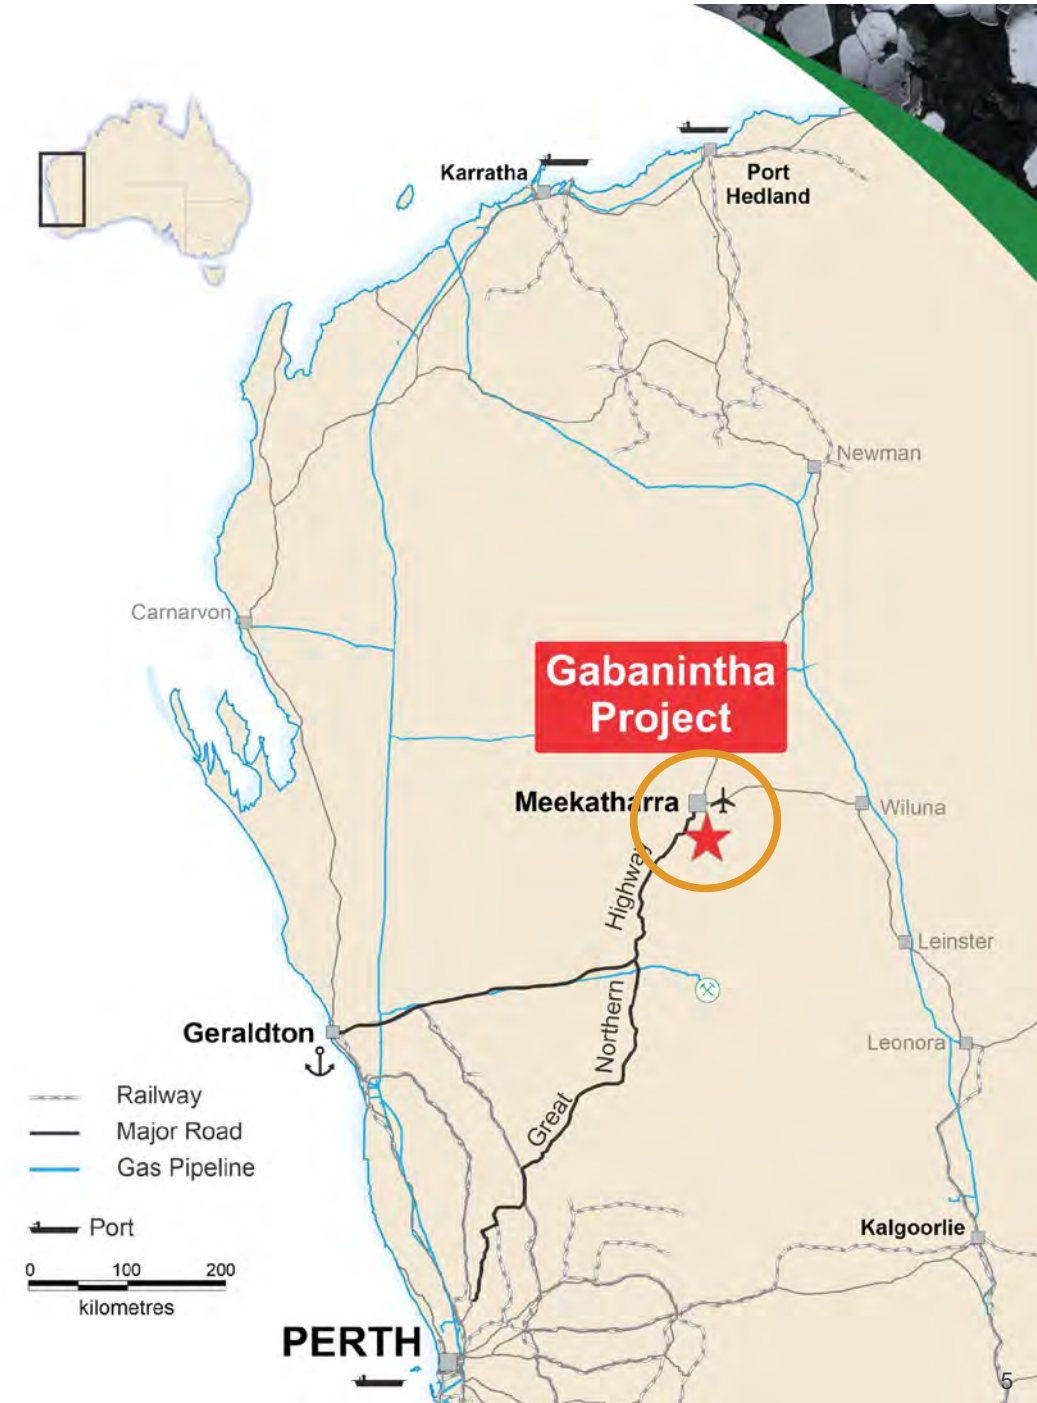 Karratha
Port
Hedland
Newman
Carnarvon
Gabanintha
Project
Meekatharra
Wiluna
Highway
Leinster
Northern
Geraldton
Leonora
Great
Railway
Major Road
Gas Pipeline
Port
Kalgoorlie
0 100 200
kilometres
PERTH
5